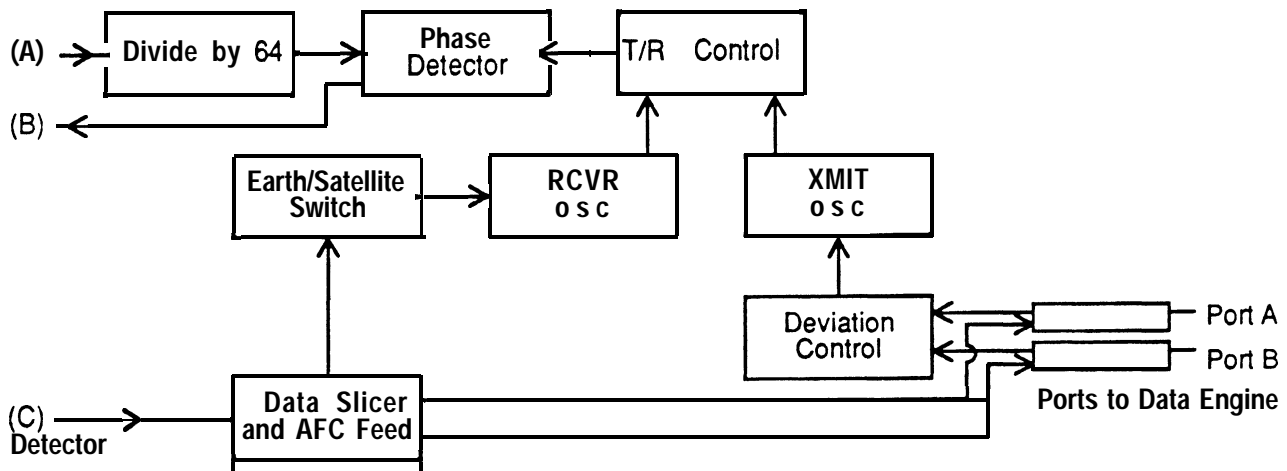 (A)
Divide by 64
Phase
Detector
T/R Control
(B)
Earth/Satellite
Switch
RCVR
osc
XMIT
osc
Deviation
Control
Port A
Port B
Ports to Data Engine
(C)
Detector
Data Slicer
and AFC Feed